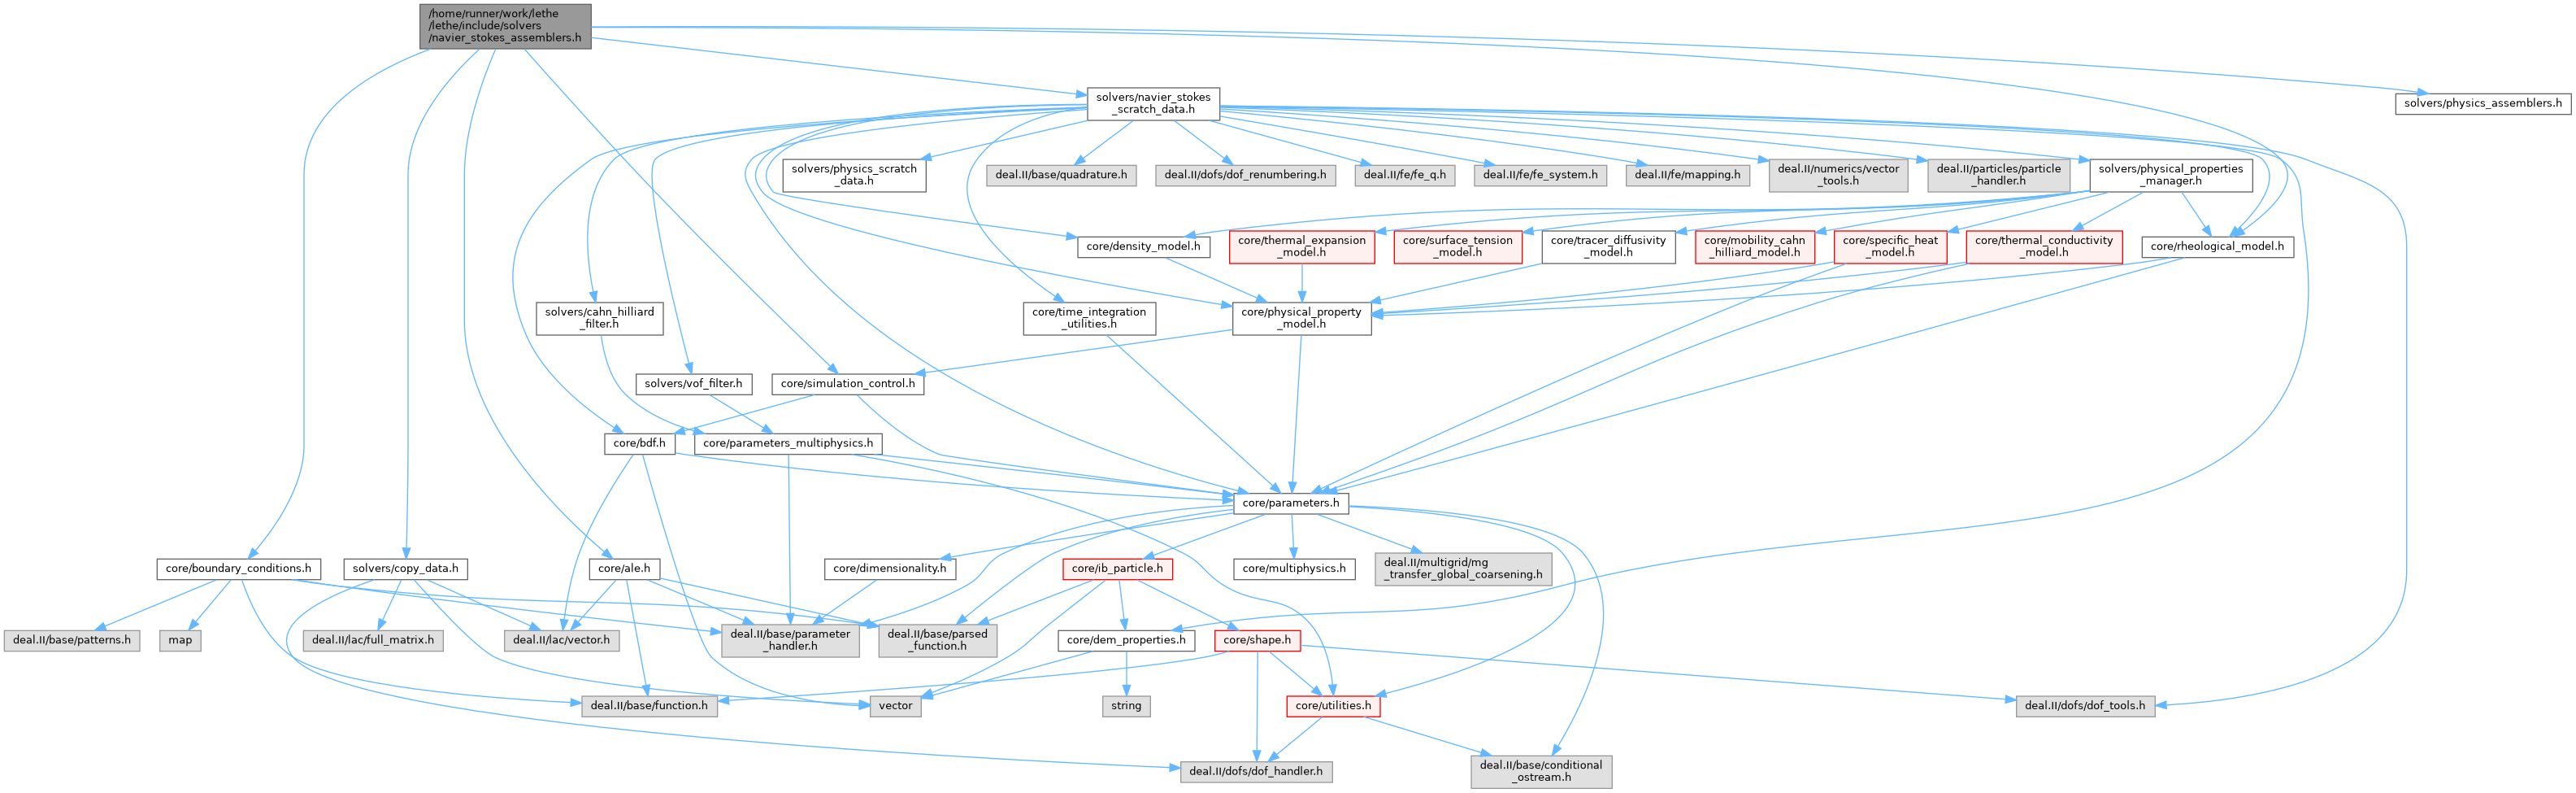 /home/runner/work/lethe
/lethe/include/solvers
/navier_stokes_assemblers.h
solvers/navier_stokes
_scratch_data.h
solvers/physics_assemblers.h
solvers/physics_scratch
_data.h
deal.II/base/quadrature.h
deal.II/dofs/dof_renumbering.h
deal.II/fe/fe_q.h
deal.II/fe/fe_system.h
deal.II/fe/mapping.h
deal.II/numerics/vector
_tools.h
deal.II/particles/particle
_handler.h
solvers/physical_properties
_manager.h
core/density_model.h
core/thermal_expansion
_model.h
core/surface_tension
_model.h
core/tracer_diffusivity
_model.h
core/mobility_cahn
_hilliard_model.h
core/specific_heat
_model.h
core/thermal_conductivity
_model.h
core/rheological_model.h
solvers/cahn_hilliard
_filter.h
core/time_integration
_utilities.h
core/physical_property
_model.h
solvers/vof_filter.h
core/simulation_control.h
core/bdf.h
core/parameters_multiphysics.h
core/parameters.h
core/boundary_conditions.h
solvers/copy_data.h
core/ale.h
core/dimensionality.h
core/ib_particle.h
core/multiphysics.h
deal.II/multigrid/mg
_transfer_global_coarsening.h
deal.II/base/patterns.h
map
deal.II/lac/full_matrix.h
deal.II/lac/vector.h
deal.II/base/parameter
_handler.h
deal.II/base/parsed
_function.h
core/dem_properties.h
core/shape.h
deal.II/base/function.h
vector
string
core/utilities.h
deal.II/dofs/dof_tools.h
deal.II/dofs/dof_handler.h
deal.II/base/conditional
_ostream.h